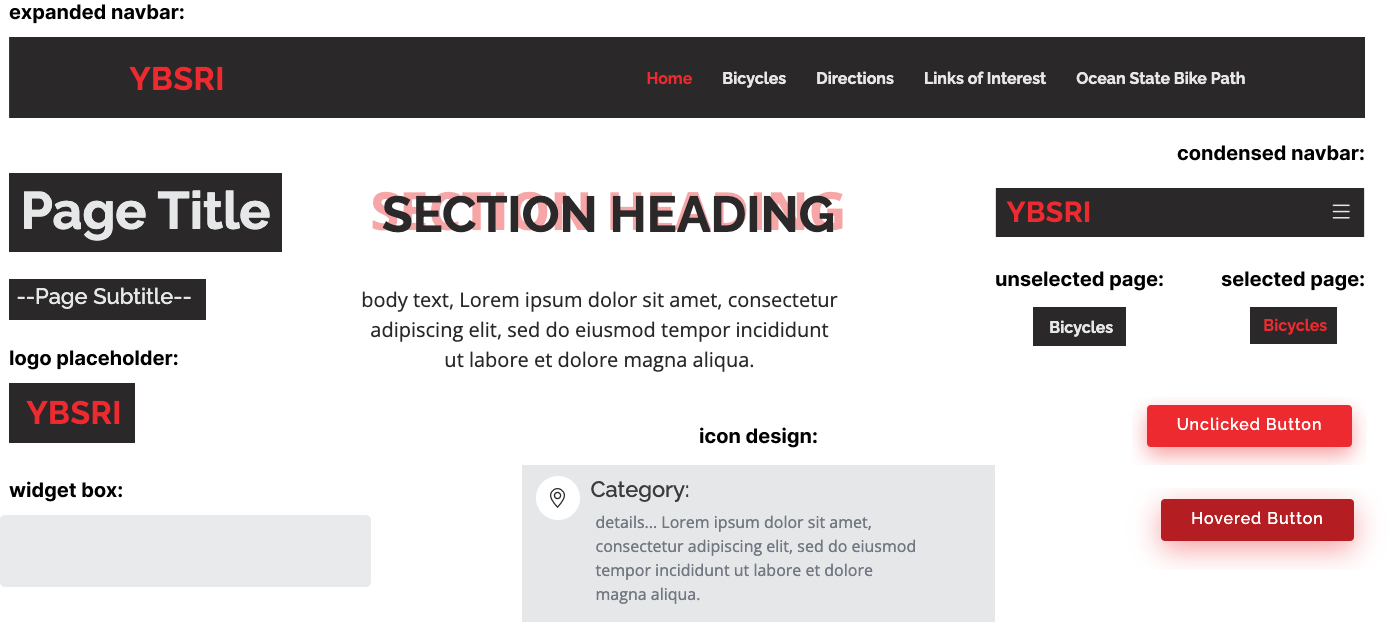 expanded navbar:
YBSRI
Home Bicycles Directions Links of Interest Ocean State Bike Path
condensed navbar:
Page Title
SECTION HEADING
YBSRI
--Page Subtitle--
unselected page: selected page:
body text, Lorem ipsum dolor sit amet, consectetur
adipiscing elit, sed do eiusmod tempor incididunt
ut labore et dolore magna aliqua.
Bicycles Bicycles
logo placeholder:
YBSRI
Unclicked Button
icon design:
widget box:
Category:
details... Lorem ipsum dolor sit amet,
consectetur adipiscing elit, sed do eiusmod
tempor incididunt ut labore et dolore
magna aliqua.
Hovered Button